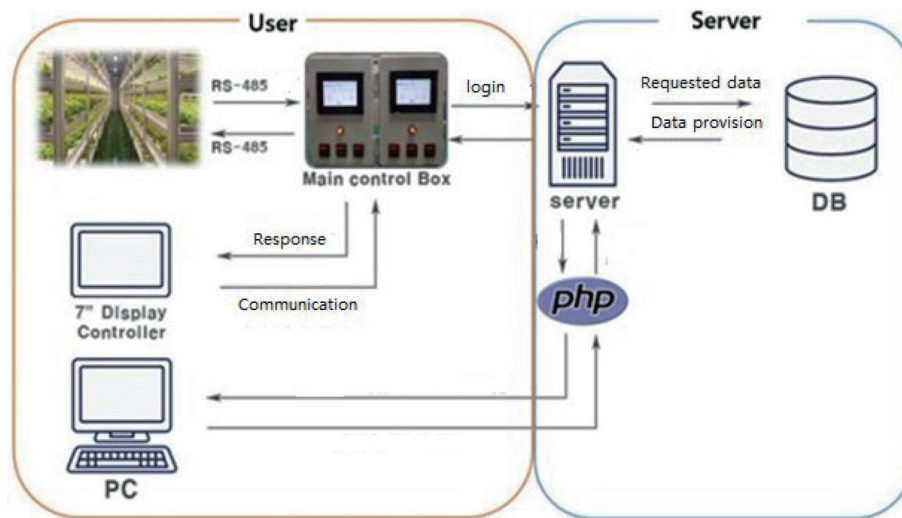 User
Server
RS-485
login
Requested data
RS-485
Data provision
Main control Box
server
DB
Response
Communication
php
7" Display
Controller
PC